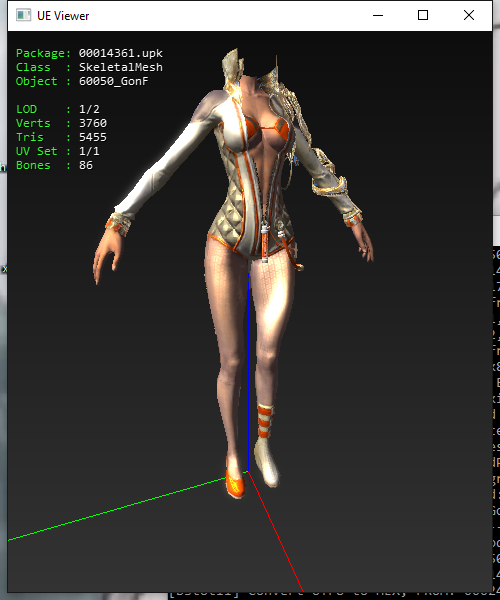 UE Viewer
Package: 00014361.upk
Class : SkeletalMesh
Object : 60050_GonF
LOD : 1/2
Verts : 3760
Tris : 5455
UV Set : 1/1
Bones : 86